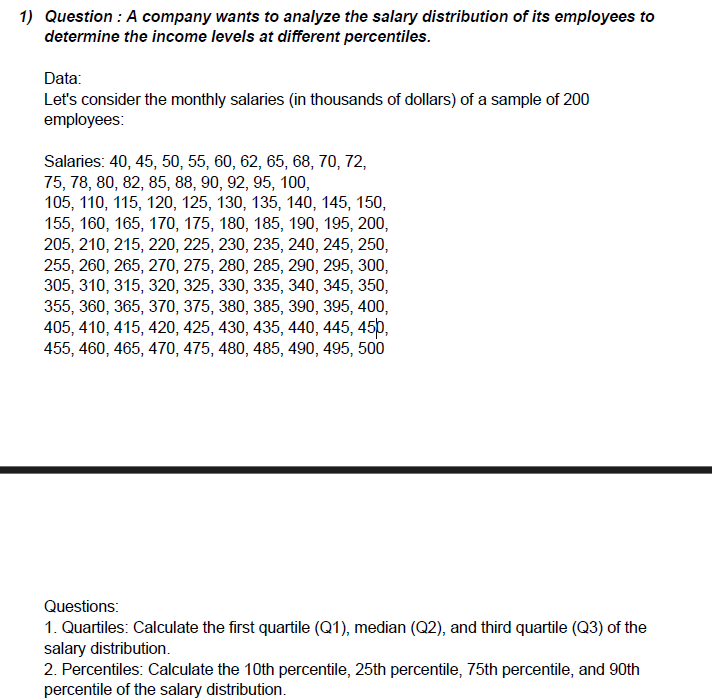 1) Question : A company wants to analyze the salary distribution of its employees to
determine the income levels at different percentiles.
Data:
Let's consider the monthly salaries (in thousands of dollars) of a sample of 200
employees:
Salaries: 40, 45, 50, 55, 60, 62, 65, 68, 70, 72,
75, 78, 80, 82, 85, 88, 90, 92, 95, 100,
105, 110, 115, 120, 125, 130, 135, 140, 145, 150,
155, 160, 165, 170, 175, 180, 185, 190, 195, 200,
205, 210, 215, 220, 225, 230, 235, 240, 245, 250,
255, 260, 265, 270, 275, 280, 285, 290, 295, 300,
305, 310, 315, 320, 325, 330, 335, 340, 345, 350,
355, 360, 365, 370, 375, 380, 385, 390, 395, 400,
405, 410, 415, 420, 425, 430, 435, 440, 445, 450,
455, 460, 465, 470, 475, 480, 485, 490, 495, 500
Questions:
1. Quartiles: Calculate the first quartile (Q1), median (Q2), and third quartile (Q3) of the
salary distribution.
2. Percentiles: Calculate the 10th percentile, 25th percentile, 75th percentile, and 90th
percentile of the salary distribution.